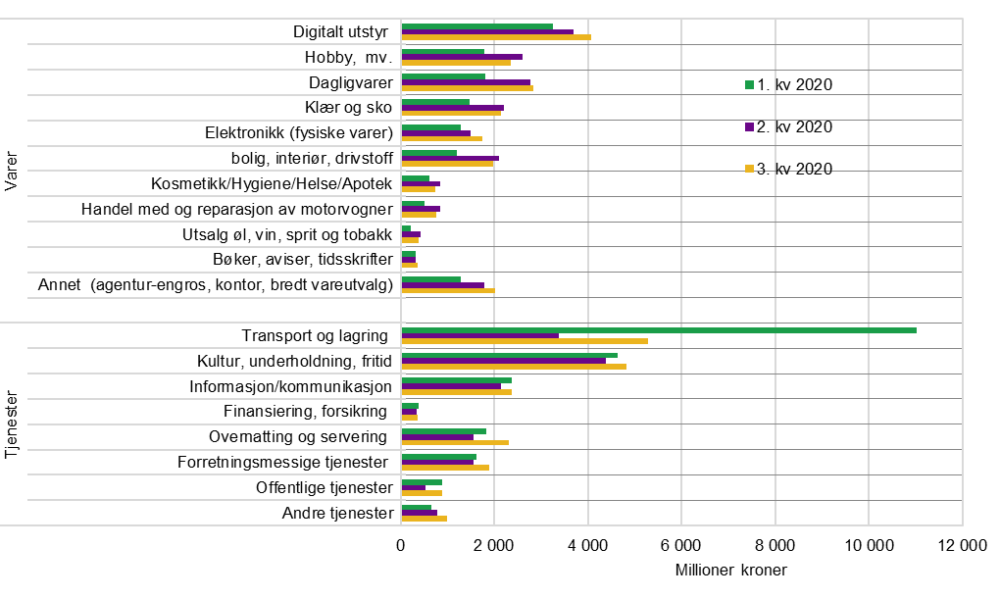 Varer
Digitalt utstyr
Hobby, mv.
Dagligvarer
Klær og sko
Elektronikk (fysiske varer)
bolig, interiør, drivstoff
Kosmetikk/Hygiene/Helse/Apotek
Handel med og reparasjon av motorvogner
Utsalg øl, vin, sprit og tobakk
Bøker, aviser, tidsskrifter
Annet (agentur-engros, kontor, bredt vareutvalg)
Tjenester
Transport og lagring
Kultur, underholdning, fritid
Informasjon/kommunikasjon
Finansiering, forsikring
Overnatting og servering
Forretningsmessige tjenester
Offentlige tjenester
Andre tjenester
1. kv 2020
2. kv 2020
3. kv 2020
0 2 000 4 000 6 000 8 000 10 000 12 000
Millioner kroner